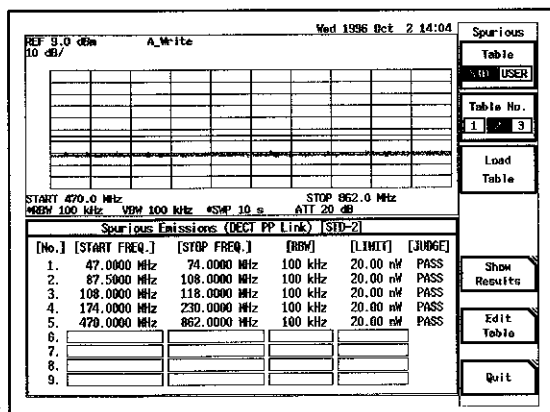 Wed 1996 Oct 2 14:04
REF 9.0 dBm A_Write
10 dB/
START 470.0 MHz STOP 862.0 MHz
*RBW 100 kHz VBW 100 kHz *SWP 10 s ATT 20 dB
Spurious Emissions (DECT PP Link) [STD-2]
[No.] [START FREQ.] [STOP FREQ.] [RBW] [LIMIT] [JUDGE]
1. 47.0000 MHz 74.0000 MHz 100 kHz 20.00 nW PASS
2. 87.5000 MHz 108.0000 MHz 100 kHz 20.00 nW PASS
3. 108.0000 MHz 118.0000 MHz 100 kHz 20.00 nW PASS
4. 174.0000 MHz 230.0000 MHz 100 kHz 20.00 nW PASS
5. 470.0000 MHz 862.0000 MHz 100 kHz 20.00 nW PASS
6.
7.
8.
9.
Spurious
Table
STD USER
Table No.
1 2 3
Load
Table
Show
Results
Edit
Table
Quit